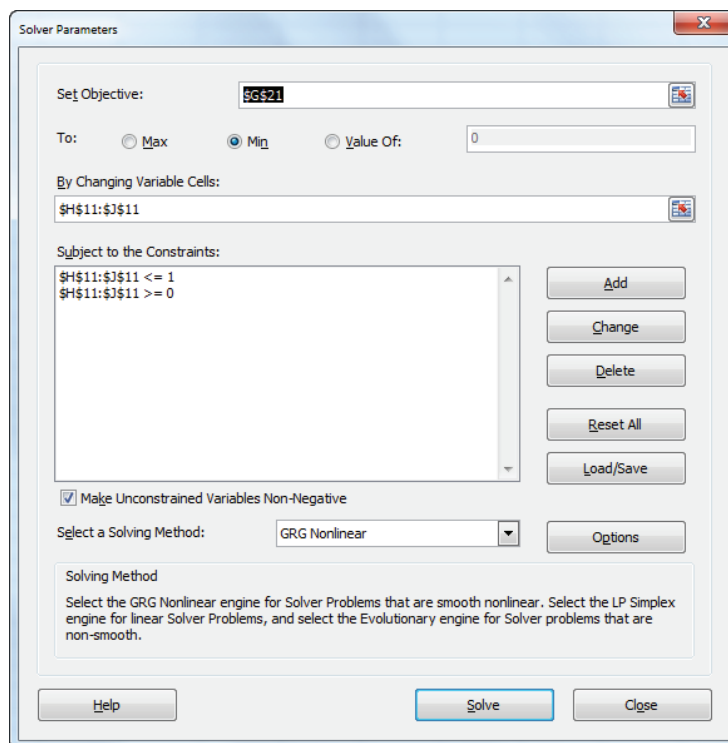 Solver Parameters
Set Objective:
$G$21
To:
Max
Min
Value Of:
0
By Changing Variable Cells:
$H$11:$J$11
Subject to the Constraints:
$H$11:$J$11 <= 1
$H$11:$J$11 >= 0
Add
Change
Delete
Reset All
Load/Save
Make Unconstrained Variables Non-Negative
Select a Solving Method:
GRG Nonlinear
Options
Solving Method
Select the GRG Nonlinear engine for Solver Problems that are smooth nonlinear. Select the LP Simplex
engine for linear Solver Problems, and select the Evolutionary engine for Solver problems that are
non-smooth.
Help
Solve
Close